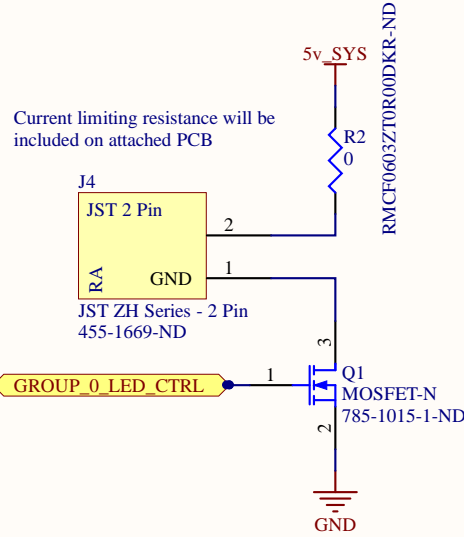 5v_SYS
RMCF0603ZT0R00DKR-ND
Current limiting resistance will be
included on attached PCB
R2
0
J4
JST 2 Pin
2
1
GND
RA
JST ZH Series - 2 Pin
455-1669-ND
3
GROUP_0_LED_CTRL
1
Q1
MOSFET-N
785-1015-1-ND
2
GND